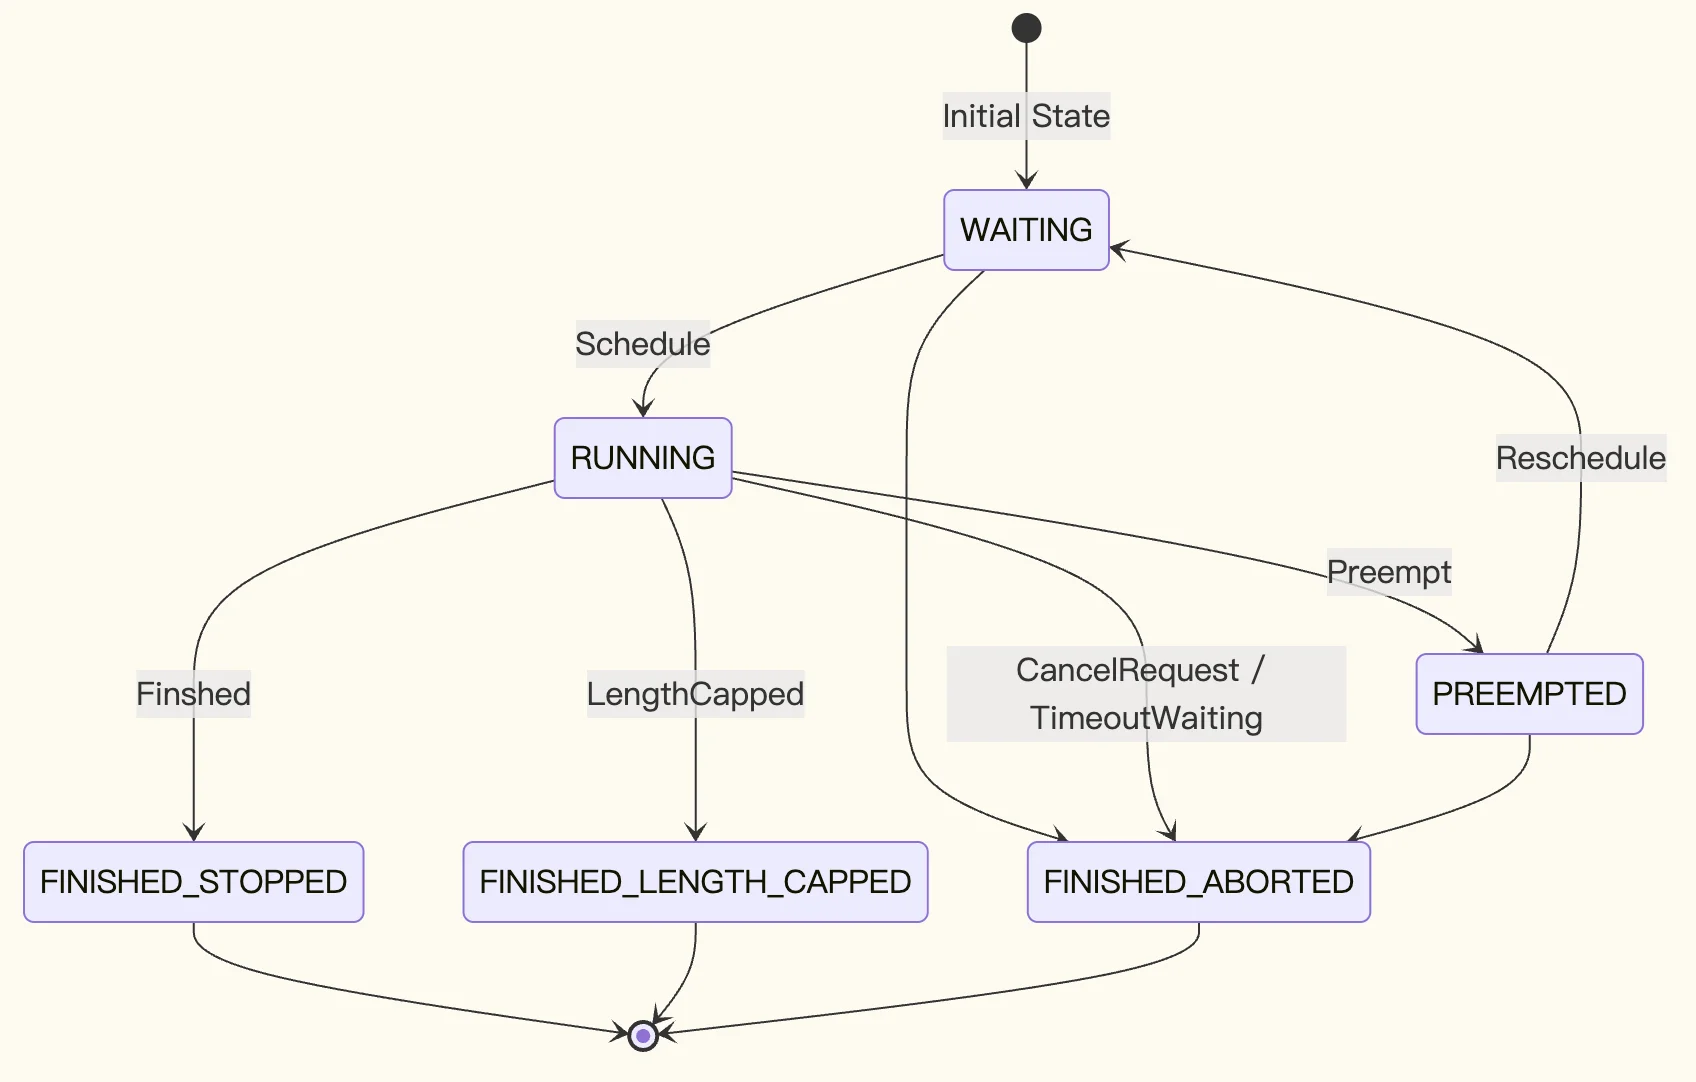 Initial State
WAITING
Schedule
RUNNING
Reschedule
Preempt
CancelRequest /
TimeoutWaiting
Finshed
LengthCapped
PREEMPTED
FINISHED_STOPPED
FINISHED_LENGTH_CAPPED
FINISHED_ABORTED